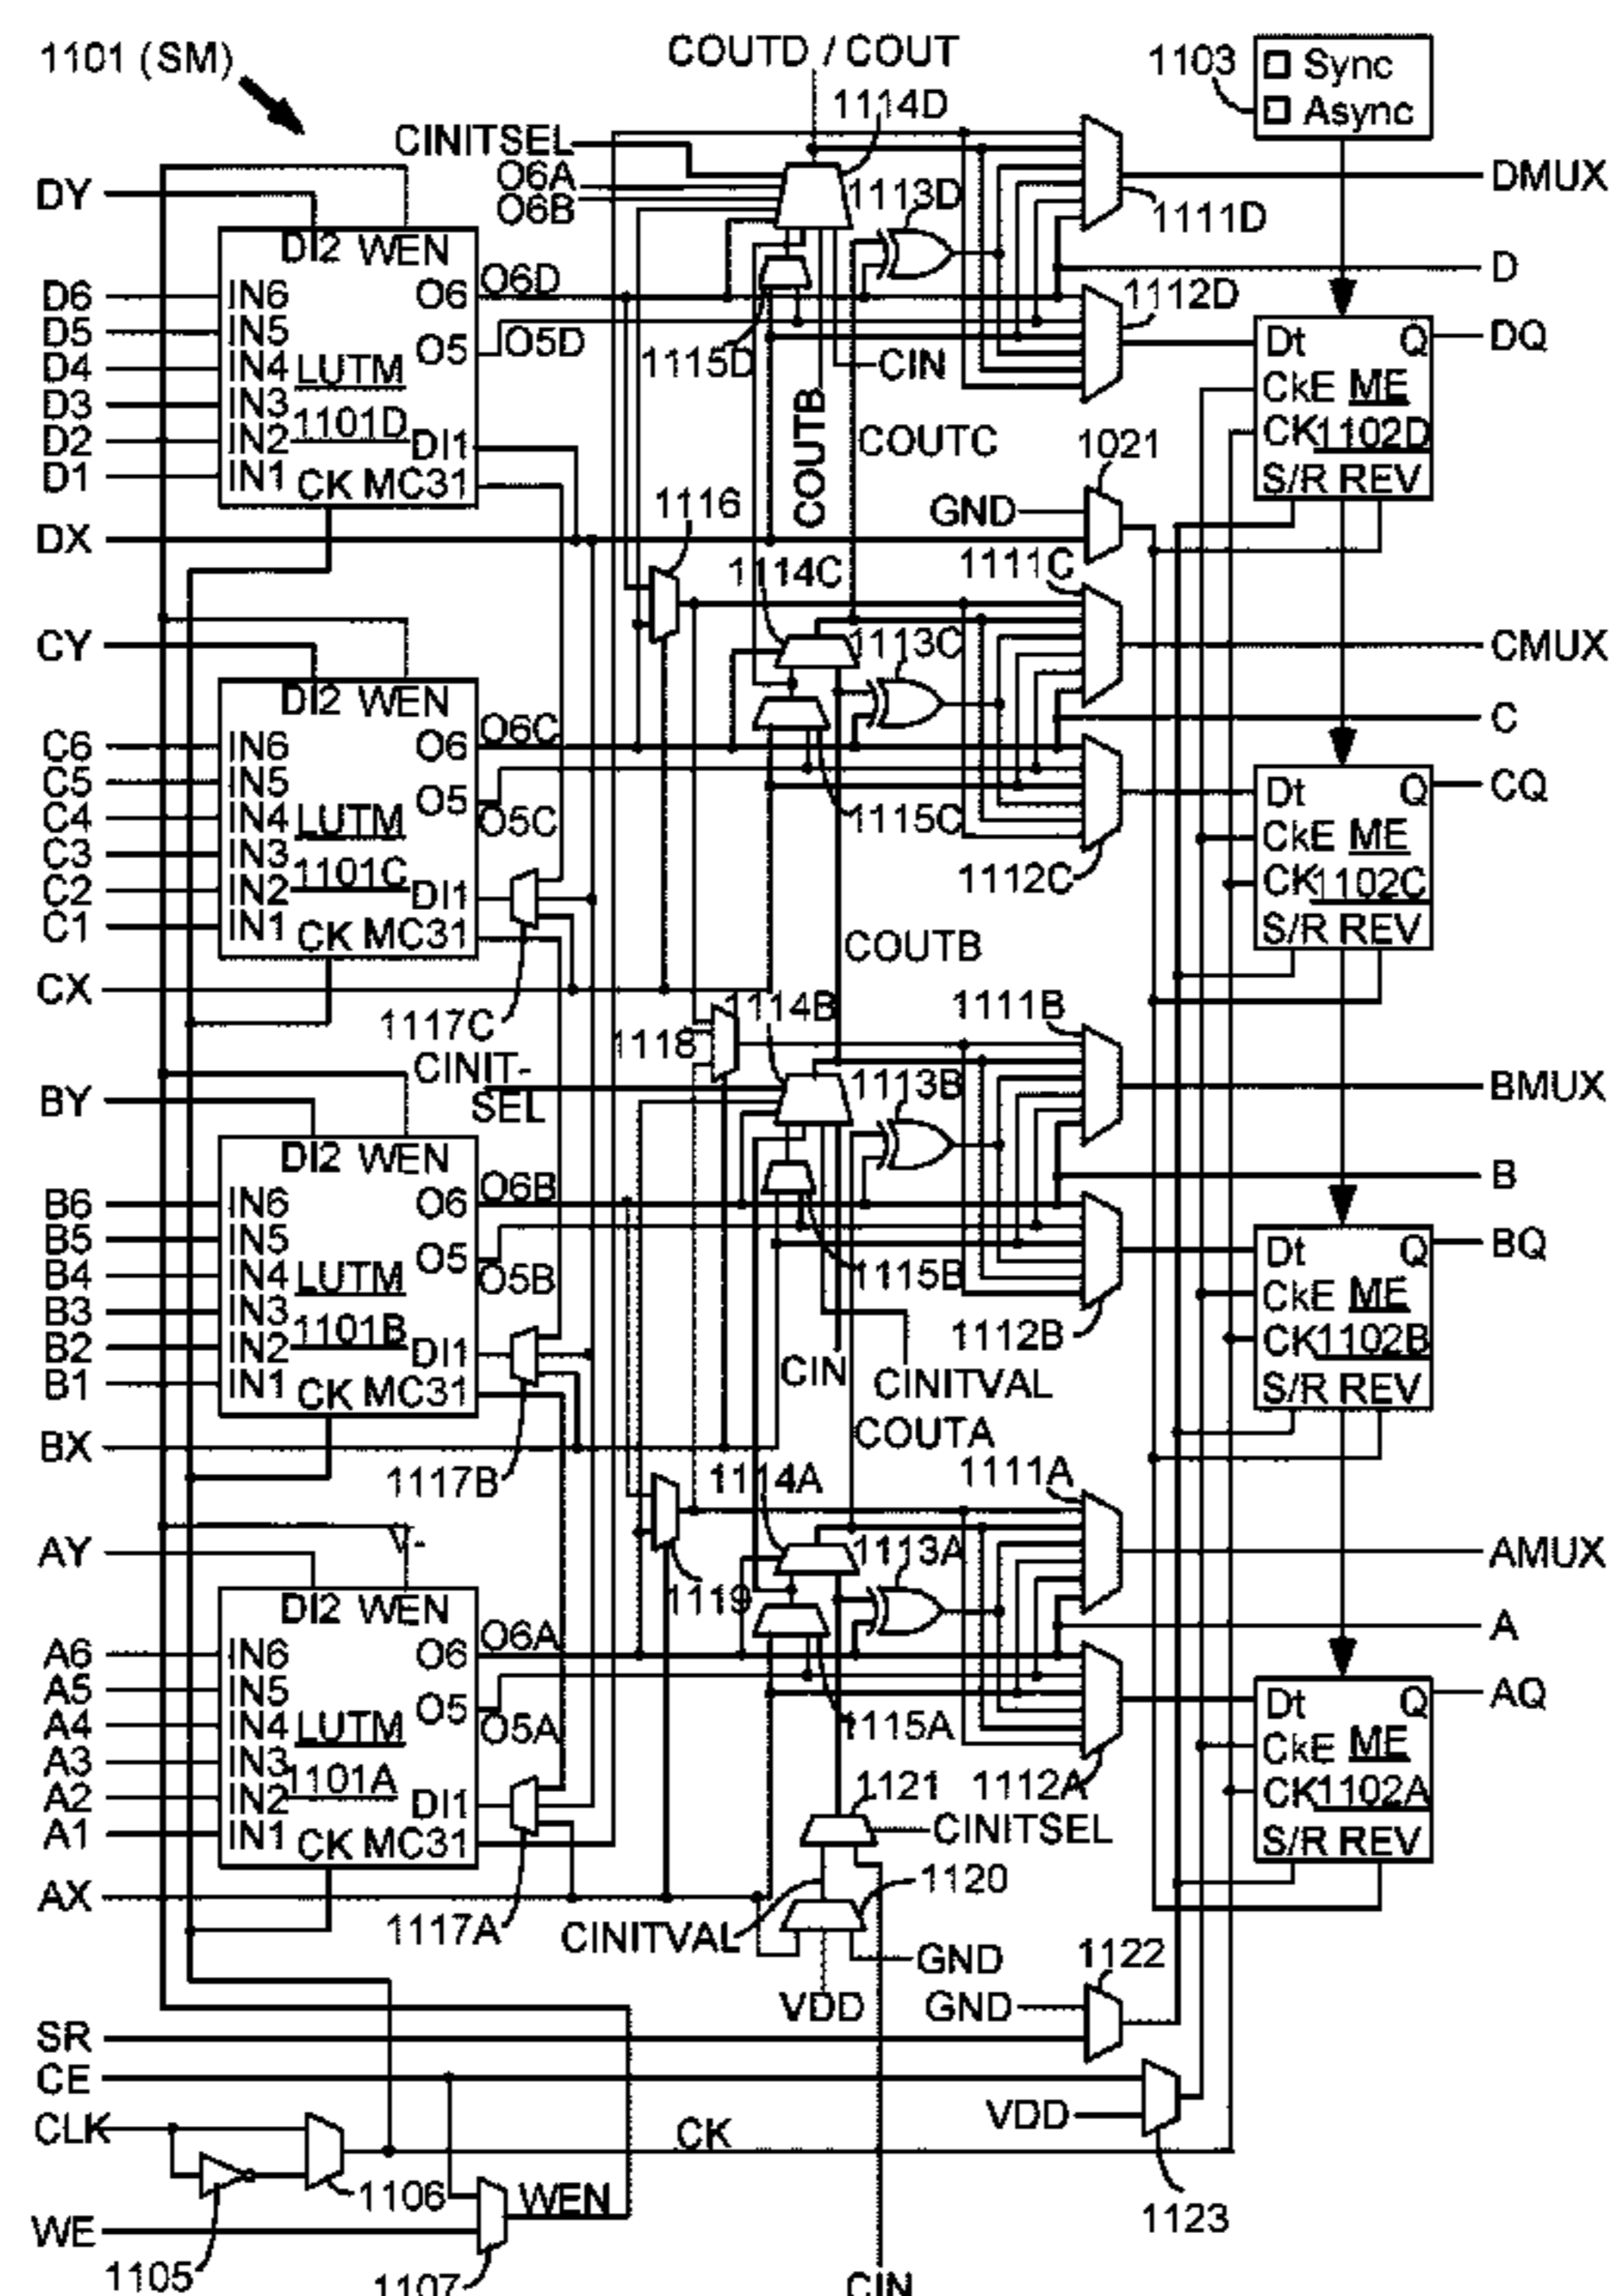 1101 (SM)
COUTD / COUT
1103
Sync
Async
1114D
CINITSEL
O6A
O6B
1113D
DMUX
1111D
DY
DI2 WEN
D
D6
IN6
O6
O6D
1112D
D5
IN5
O5
O5D
Dt
Q
DQ
D4
IN4
LUTM
1115D
CIN
CkE
ME
D3
IN3
D2
IN2
1101D
DI1
COUTB
COUTC
1021
CK
1102D
D1
IN1
CK MC31
S/R REV
1116
GND
DX
1114C
1111C
CY
1113C
CMUX
DI2 WEN
C
C6
IN6
O6
O6C
C5
IN5
O5
Dt
Q
CQ
C4
IN4
LUTM
O5C
1115C
C3
IN3
CkE
ME
C2
IN2
1101C
DI1
1112C
CK
1102C
C1
IN1
CK MC31
S/R REV
COUTB
CX
1117C
1114B
1111B
1118
CINIT-
SEL
1113B
BMUX
BY
DI2 WEN
B
B6
IN6
O6
O6B
B5
IN5
O5
Dt
Q
BQ
B4
IN4
LUTM
O5B
1115B
B3
IN3
CkE
ME
B2
IN2
1101B
DI1
1112B
CK
1102B
B1
IN1
CK MC31
CIN
CINITVAL
S/R REV
COUTA
BX
1117B
1114A
1111A
AY
1113A
AMUX
DI2 WEN
1119
A
A6
IN6
O6
O6A
A5
IN5
O5
Dt
Q
AQ
A4
IN4
LUTM
O5A
1115A
A3
IN3
CkE
ME
A2
IN2
1101A
DI1
1121
1112A
CK
1102A
A1
IN1
CK MC31
CINITSEL
S/R REV
1120
AX
1117A
CINITVAL
GND
1122
VDD
GND
SR
CE
VDD
CLK
CK
1106
WEN
1123
WE
1105
1107
CIN